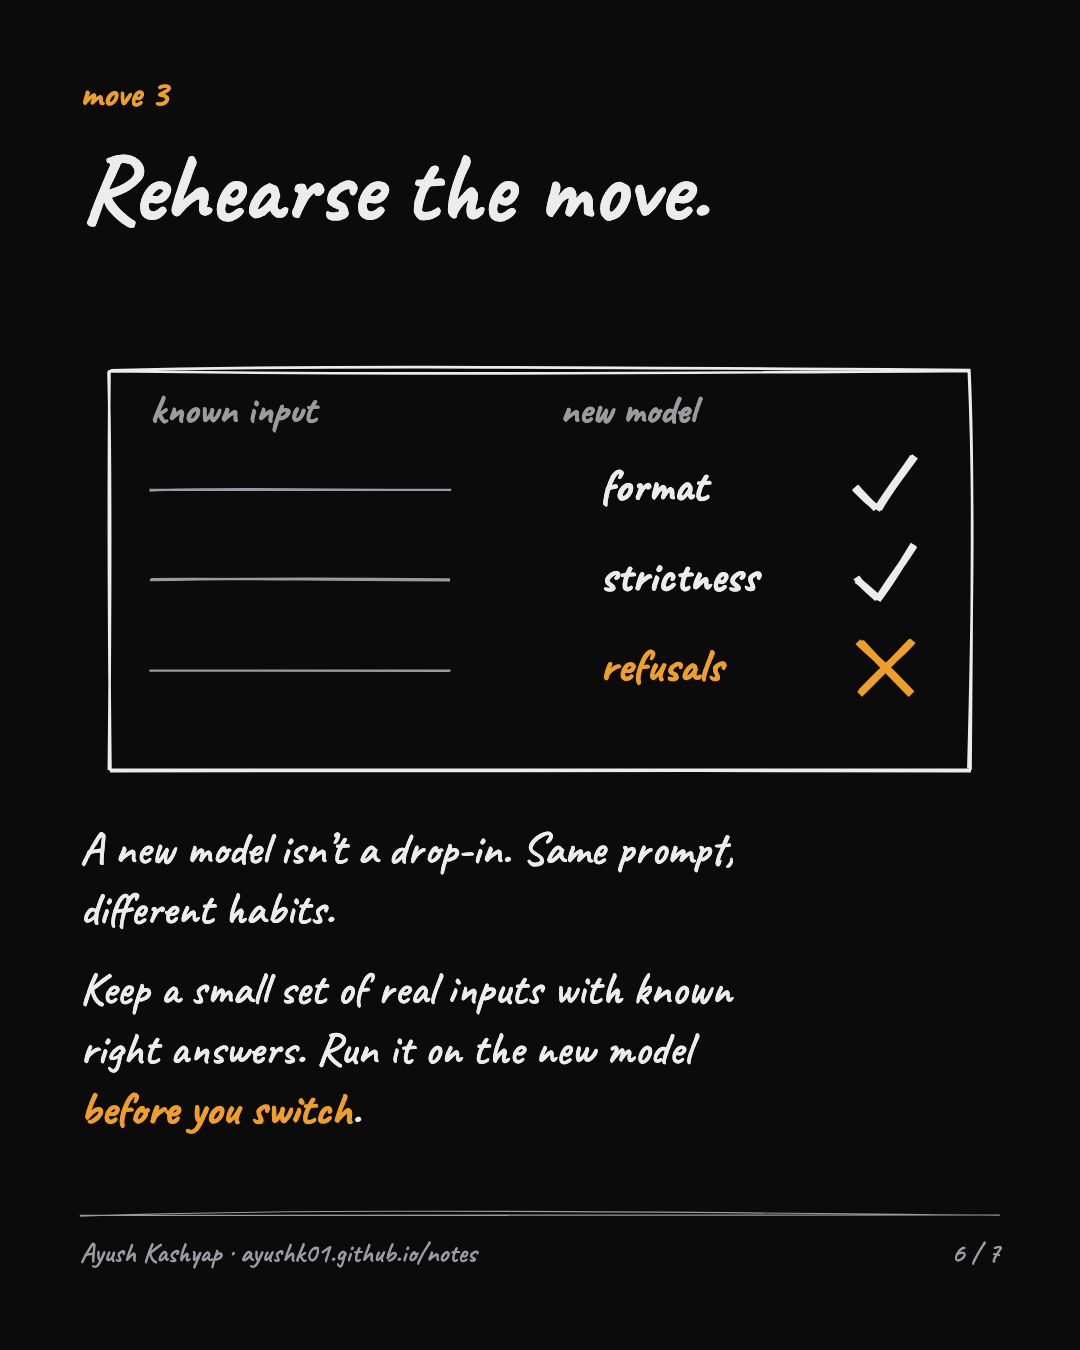 move 3
Rehearse the move.
known input
new model
format
strictness
refusals
A new model isn’t a drop-in. Same prompt,
different habits.
Keep a small set of real inputs with known
right answers. Run it on the new model
before you switch.
Ayush Kashyap · ayushk01.github.io/notes
6 / 7